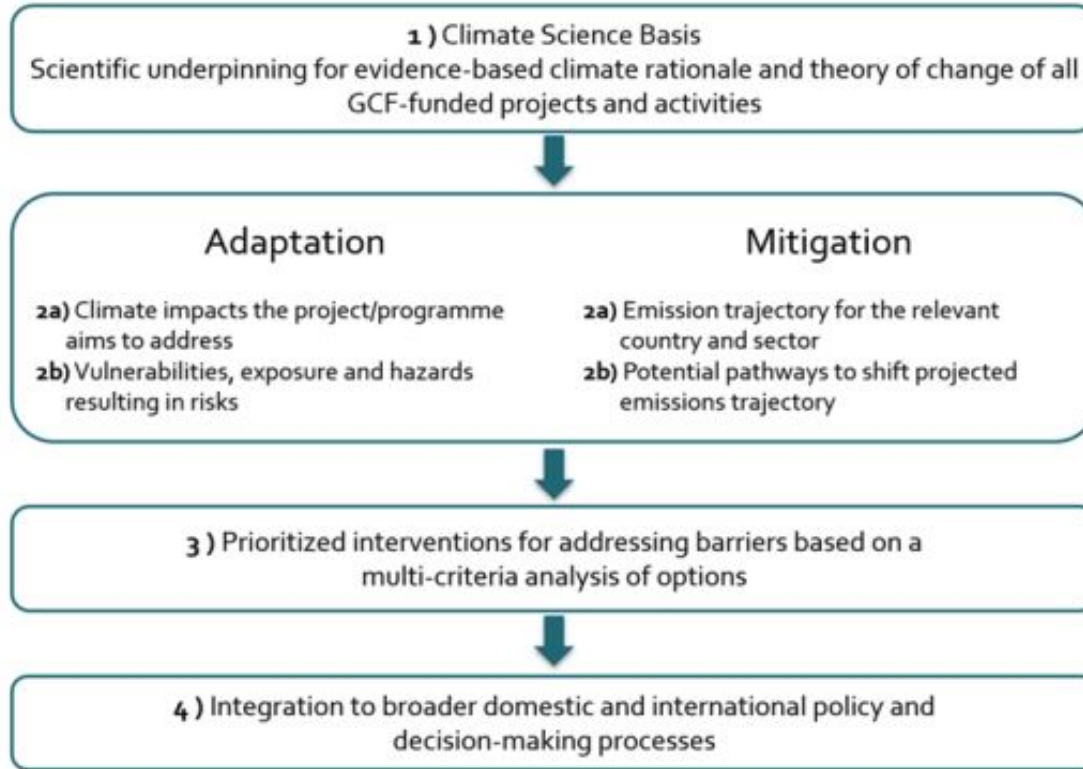 1 ) Climate Science Basis
Scientific underpinning for evidence-based climate rationale and theory of change of all
GCF-funded projects and activities
Adaptation
2a) Climate impacts the project/programme
aims to address
2b) Vulnerabilities, exposure and hazards
resulting in risks
Mitigation
2a) Emission trajectory for the relevant
country and sector
2b) Potential pathways to shift projected
emissions trajectory
3 ) Prioritized interventions for addressing barriers based on a
multi-criteria analysis of options
4 ) Integration to broader domestic and international policy and
decision-making processes